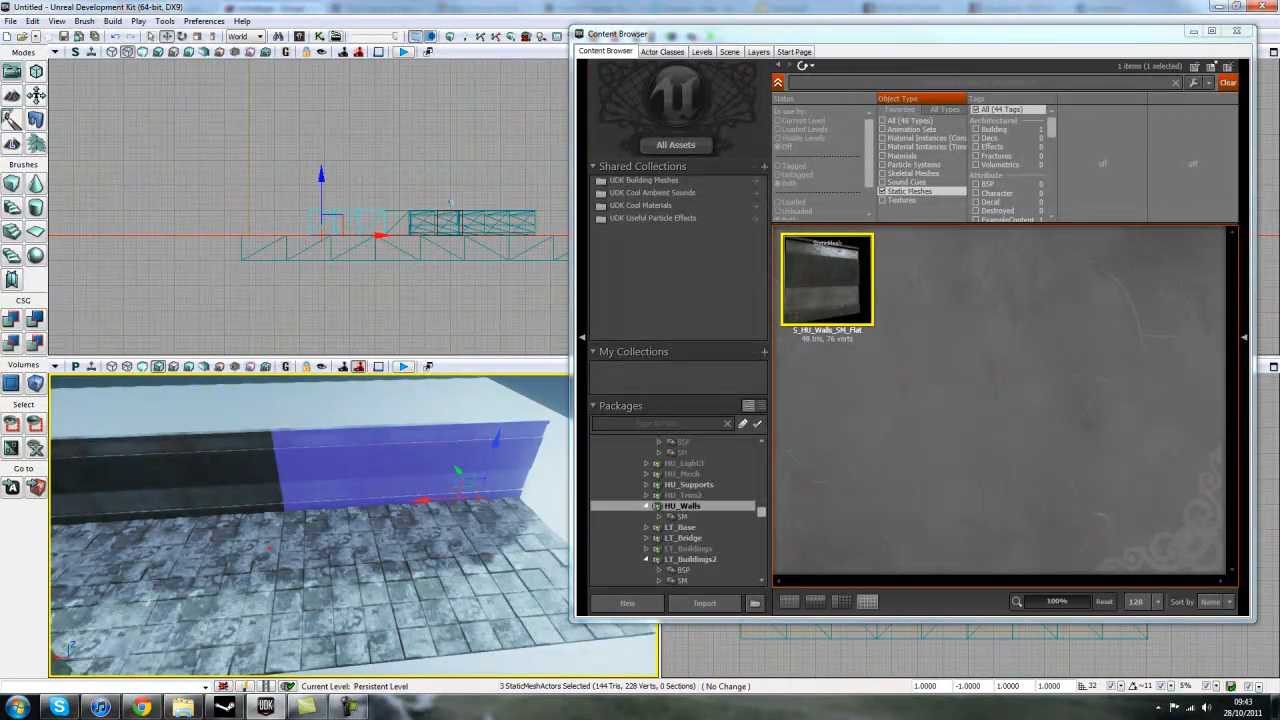 Untitled - Unreal Development Kit (64-bit, DX9)
File Edit View Brush Build Play Tools Preferences Help
World
Modes
Brushes
CSG
Volumes
Select
Go to
Content Browser
Content Browser Actor Classes Levels Scene Layers Start Page
1 items (1 selected)
Clear
All Assets
Status
In use by:
Current Level
Loaded Levels
Visible Levels
Off
Tagged
Untagged
Both
Loaded
Unloaded
Object Type
Favorites All Types
All (48 Types)
Animation Sets
Material Instances (Con
Material Instances (Time
Materials
Particle Systems
Skeletal Meshes
Sound Cues
Static Meshes
Textures
Tags
All (44 Tags)
Architectural
Building 1
Deco
Effects
Fractures
Volumetrics
Attribute
BSP
Character
Decal
Destroyed
ExampleContent
off off
Shared Collections
UDK Building Meshes
UDK Cool Ambient Sounds
UDK Cool Materials
UDK Useful Particle Effects
StaticMesh
S_HU_Walls_SM_Flat
48 tris, 76 verts
My Collections
Packages
BSP
SM
HU_Light3
HU_Mech
HU_Supports
HU_Trim2
HU_Walls
SM
LT_Base
LT_Bridge
LT_Buildings
LT_Buildings2
BSP
SM
New Import
100% Reset 128 Sort by Name
Current Level: Persistent Level
3 StaticMeshActors Selected (144 Tris, 228 Verts, 0 Sections) (No Change)
1.0000 -1.0000 1.0000 1.0000 32 ~11 5%
09:43
28/10/2011